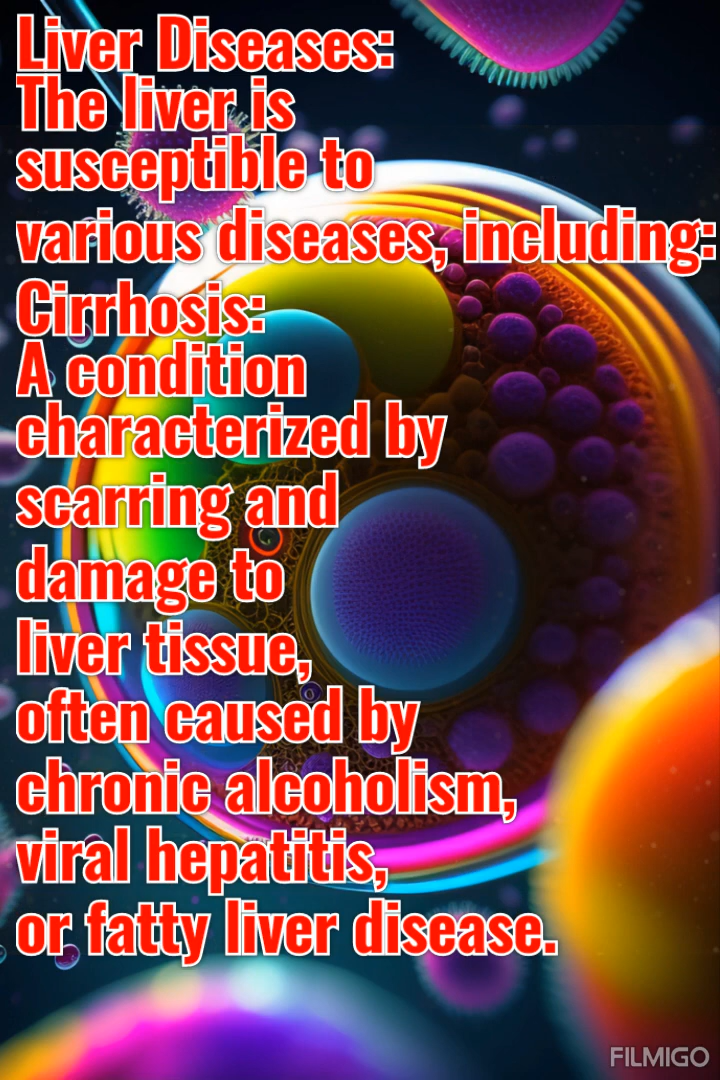 Liver Diseases:
The liver is
susceptible to
various diseases, including:
Cirrhosis:
A condition
characterized by
scarring and
damage to
liver tissue,
often caused by
chronic alcoholism,
viral hepatitis,
or fatty liver disease.
FILMIGO